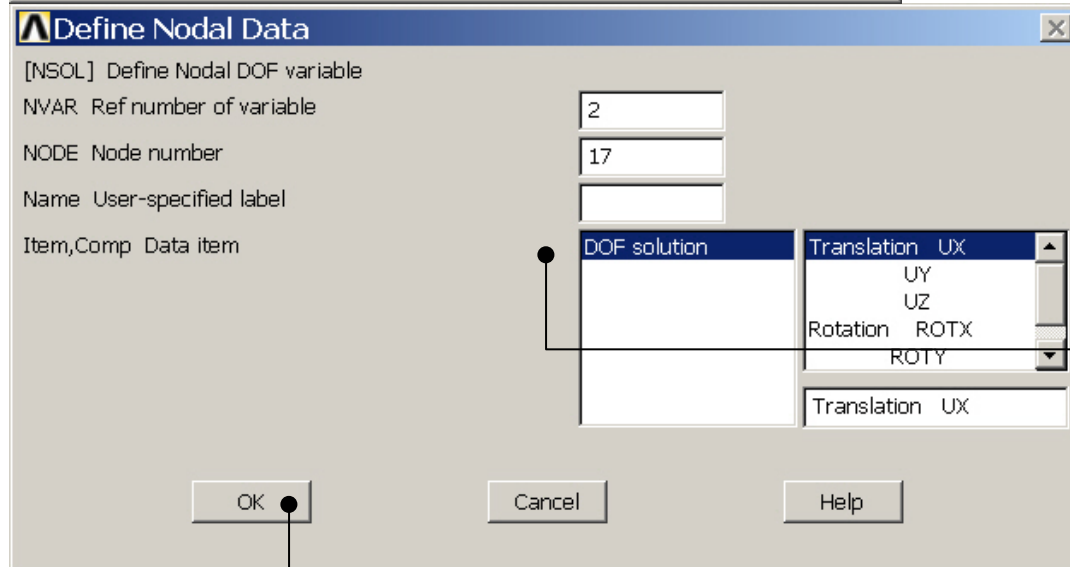 Define Nodal Data
[NSOL] Define Nodal DOF variable
NVAR Ref number of variable 2
NODE Node number 17
Name User-specified label
Item,Comp Data item DOF solution Translation UX
UY
UZ
Rotation ROTX
ROTY
Translation UX
OK Cancel Help